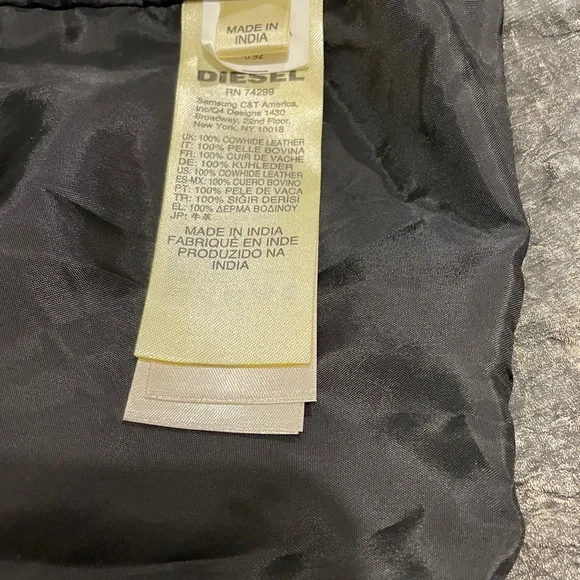 MADE IN
INDIA
DIESEL
RN 74299
Samsung C&T America,
Inc/Q4 Designs 1430
Broadway, 22nd Floor,
New York, NY 10018
UK: 100% COWHIDE LEATHER
IT: 100% PELLE BOVINA
FR: 100% CUIR DE VACHE
DE: 100% KUHLEDER
US: 100% COWHIDE LEATHER
ES-MX: 100% CUERO BOVINO
PT: 100% PELE DE VACA
TR: 100% SIGIR DERISI
EL: 100% ΔΕΡΜΑ ΒΟΔΙΝΟΥ
JP: 牛革
MADE IN INDIA
FABRIQUÉ EN INDE
PRODUZIDO NA
INDIA